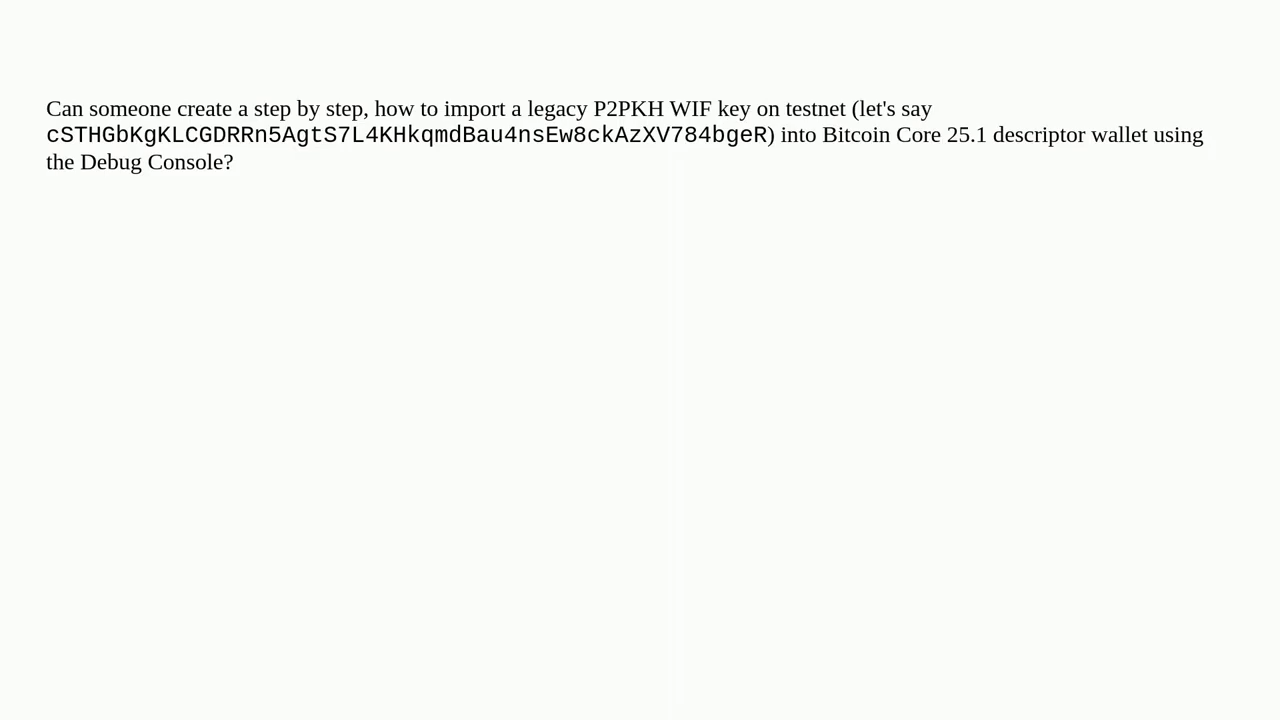 Can someone create a step by step, how to import a legacy P2PKH WIF key on testnet (let's say
cSTHGbKgKLCGDRRn5AgtS7L4KHkqmdBau4nsEw8ckAzXV784bgeR) into Bitcoin Core 25.1 descriptor wallet using
the Debug Console?